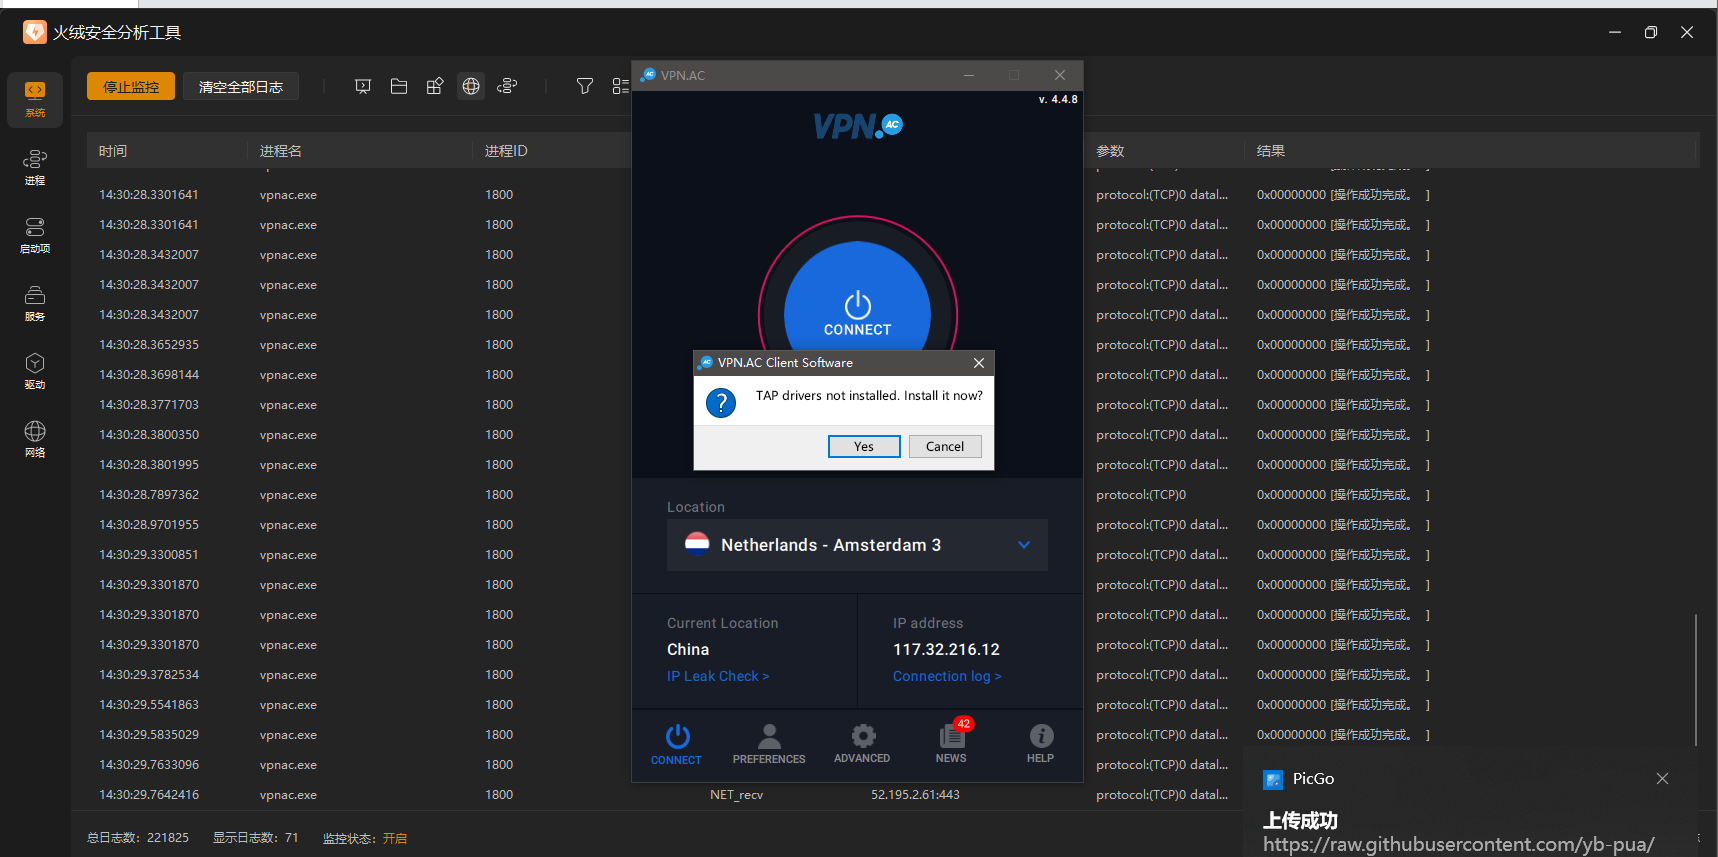 火绒安全分析工具
系统
进程
启动项
服务
驱动
网络
停止监控 清空全部日志
时间 进程名 进程ID 参数 结果
14:30:28.3301641 vpnac.exe 1800 protocol:(TCP)0 datal... 0x00000000 [操作成功完成。 ]
14:30:28.3301641 vpnac.exe 1800 protocol:(TCP)0 datal... 0x00000000 [操作成功完成。 ]
14:30:28.3432007 vpnac.exe 1800 protocol:(TCP)0 datal... 0x00000000 [操作成功完成。 ]
14:30:28.3432007 vpnac.exe 1800 protocol:(TCP)0 datal... 0x00000000 [操作成功完成。 ]
14:30:28.3432007 vpnac.exe 1800 protocol:(TCP)0 datal... 0x00000000 [操作成功完成。 ]
14:30:28.3652935 vpnac.exe 1800 protocol:(TCP)0 datal... 0x00000000 [操作成功完成。 ]
14:30:28.3698144 vpnac.exe 1800 protocol:(TCP)0 datal... 0x00000000 [操作成功完成。 ]
14:30:28.3771703 vpnac.exe 1800 protocol:(TCP)0 datal... 0x00000000 [操作成功完成。 ]
14:30:28.3800350 vpnac.exe 1800 protocol:(TCP)0 datal... 0x00000000 [操作成功完成。 ]
14:30:28.3801995 vpnac.exe 1800 protocol:(TCP)0 datal... 0x00000000 [操作成功完成。 ]
14:30:28.7897362 vpnac.exe 1800 protocol:(TCP)0 0x00000000 [操作成功完成。 ]
14:30:28.9701955 vpnac.exe 1800 protocol:(TCP)0 datal... 0x00000000 [操作成功完成。 ]
14:30:29.3300851 vpnac.exe 1800 protocol:(TCP)0 datal... 0x00000000 [操作成功完成。 ]
14:30:29.3301870 vpnac.exe 1800 protocol:(TCP)0 datal... 0x00000000 [操作成功完成。 ]
14:30:29.3301870 vpnac.exe 1800 protocol:(TCP)0 datal... 0x00000000 [操作成功完成。 ]
14:30:29.3301870 vpnac.exe 1800 protocol:(TCP)0 datal... 0x00000000 [操作成功完成。 ]
14:30:29.3782534 vpnac.exe 1800 protocol:(TCP)0 datal... 0x00000000 [操作成功完成。 ]
14:30:29.5541863 vpnac.exe 1800 protocol:(TCP)0 datal... 0x00000000 [操作成功完成。 ]
14:30:29.5835029 vpnac.exe 1800 protocol:(TCP)0 datal... 0x00000000 [操作成功完成。 ]
14:30:29.7633096 vpnac.exe 1800 protocol:(TCP)0 datal...
14:30:29.7642416 vpnac.exe 1800 NET_recv 52.195.2.61:443 protocol:(TCP)0 datal...
总日志数: 221825 显示日志数: 71 监控状态: 开启
VPN.AC
v. 4.4.8
VPN.AC
CONNECT
VPN.AC Client Software
TAP drivers not installed. Install it now?
Yes Cancel
Location
Netherlands - Amsterdam 3
Current Location
China
IP Leak Check >
IP address
117.32.216.12
Connection log >
CONNECT PREFERENCES ADVANCED 42 NEWS HELP
PicGo
上传成功
https://raw.githubusercontent.com/yb-pua/